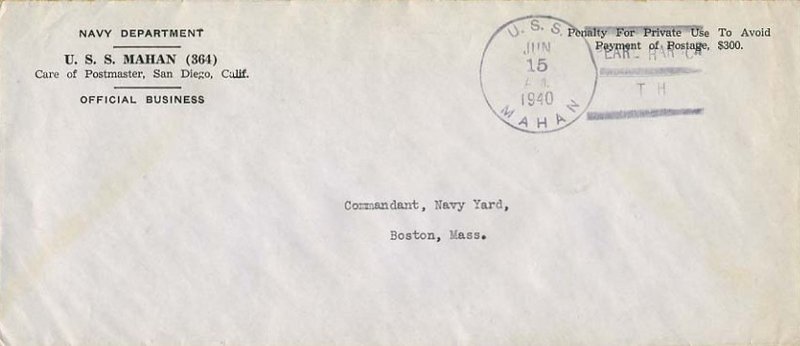 NAVY DEPARTMENT
U. S. S. MAHAN (364)
Care of Postmaster, San Diego, Calif.
OFFICIAL BUSINESS
U. S. S.
JUN
15
A.M.
1940
MAHAN
Penalty For Private Use To Avoid
Payment of Postage, $300.
T H
Commandant, Navy Yard,
Boston, Mass.